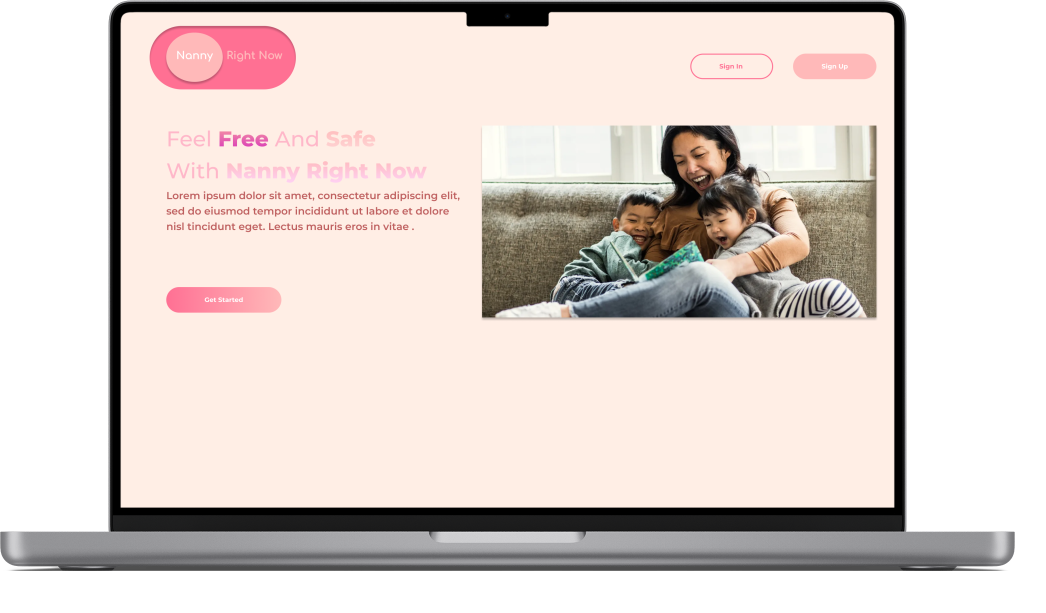 Nanny Right Now
Sign In
Sign Up
Feel Free And Safe
With Nanny Right Now
Lorem ipsum dolor sit amet, consectetur adipiscing elit,
sed do eiusmod tempor incididunt ut labore et dolore
nisl tincidunt eget. Lectus mauris eros in vitae .
Get Started